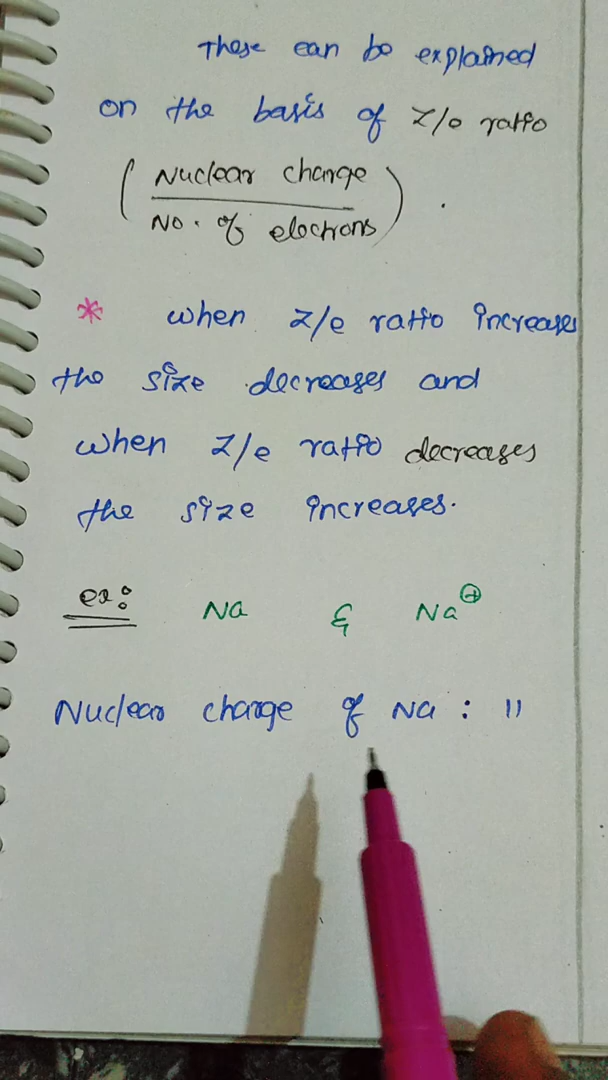 These can be explained
on the basis of Z/e ratio
( Nuclear charge
No. of electrons ) .
* when Z/e ratio increases
the size decreases and
when Z/e ratio decreases
the size increases.
ex: Na & Na⊕
Nuclear charge of Na : 11